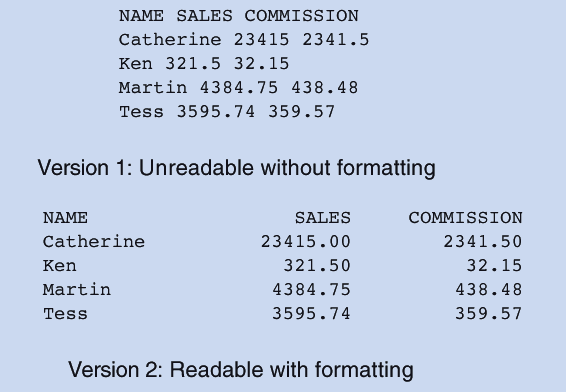 NAME SALES COMMISSION
Catherine 23415 2341.5
Ken 321.5 32.15
Martin 4384.75 438.48
Tess 3595.74 359.57
Version 1: Unreadable without formatting
NAME SALES COMMISSION
Catherine 23415.00 2341.50
Ken 321.50 32.15
Martin 4384.75 438.48
Tess 3595.74 359.57
Version 2: Readable with formatting